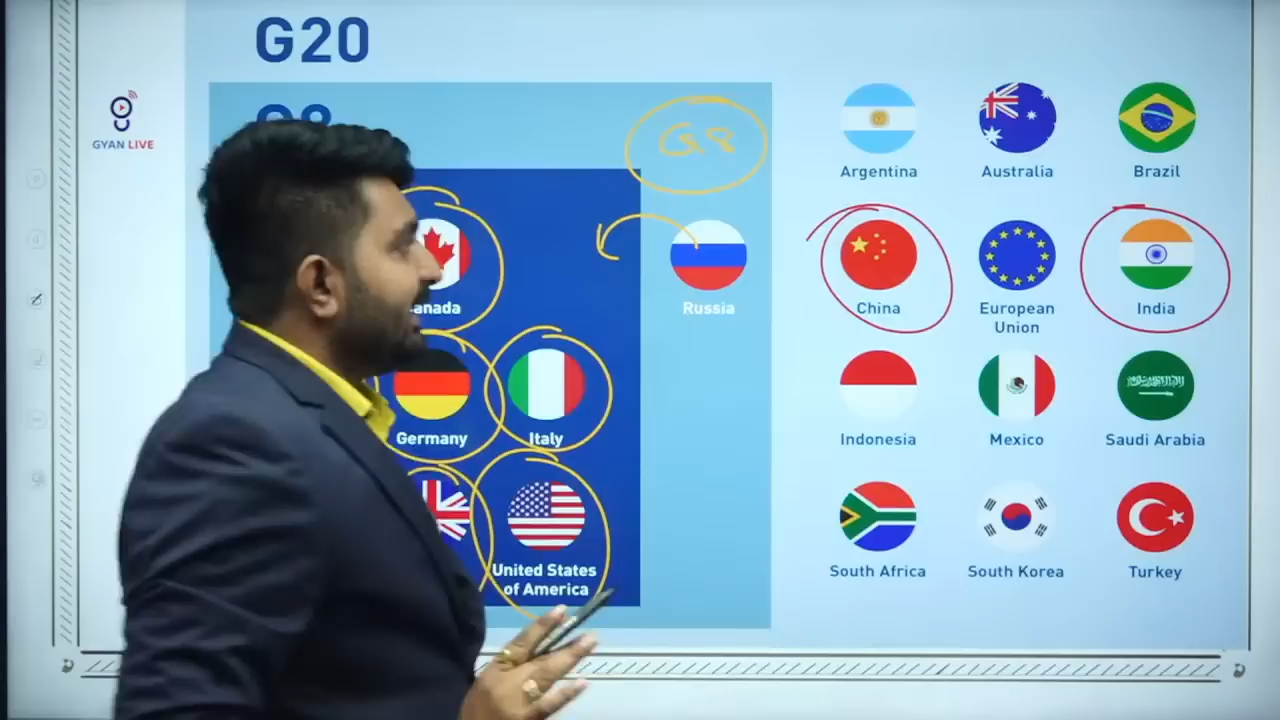 G20
G8
GYAN LIVE
G8
Argentina
Australia
Brazil
anada
Russia
China
European
Union
India
Germany
Italy
Indonesia
Mexico
Saudi Arabia
United States
of America
South Africa
South Korea
Turkey